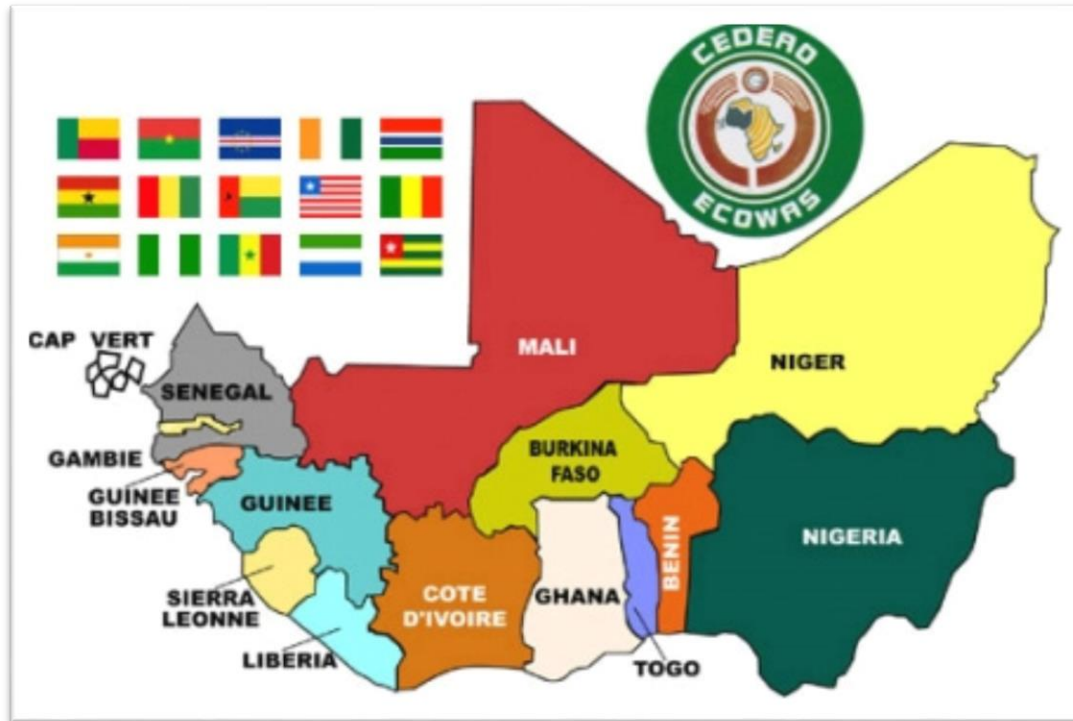 CEDEAO
ECOWAS
CAP VERT
MALI
NIGER
SENEGAL
GAMBIE
BURKINA
FASO
GUINEE
BISSAU
GUINEE
NIGERIA
BENIN
SIERRA
LEONNE
COTE
D'IVOIRE
GHANA
LIBERIA
TOGO